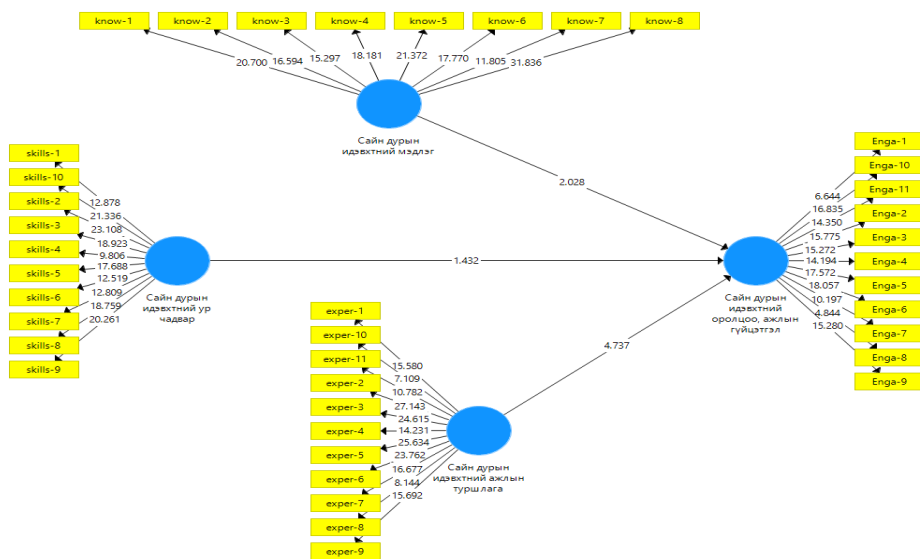 know-1
know-2
know-3
know-4
know-5
know-6
know-7
know-8
20.700
16.594
15.297
18.181
21.372
17.770
11.805
31.836
Сайн дурын
идэвхтний мэдлэг
skills-1
skills-10
skills-2
skills-3
skills-4
skills-5
skills-6
skills-7
skills-8
skills-9
12.878
21.336
23.108
18.923
9.806
17.688
12.519
12.809
18.759
20.261
Сайн дурын
идэвхтний ур
чадвар
2.028
1.432
4.737
exper-1
exper-10
exper-11
exper-2
exper-3
exper-4
exper-5
exper-6
exper-7
exper-8
exper-9
15.580
7.109
10.782
27.143
24.615
14.231
25.634
23.762
16.677
8.144
15.692
Сайн дурын
идэвхтний ажлын
туршлага
Enga-1
Enga-10
Enga-11
Enga-2
Enga-3
Enga-4
Enga-5
Enga-6
Enga-7
Enga-8
Enga-9
6.644
16.835
14.350
15.775
15.272
14.194
17.572
18.057
10.197
4.844
15.280
Сайн дурын
идэвхтний
оролцоо, ажлын
гүйцэтгэл